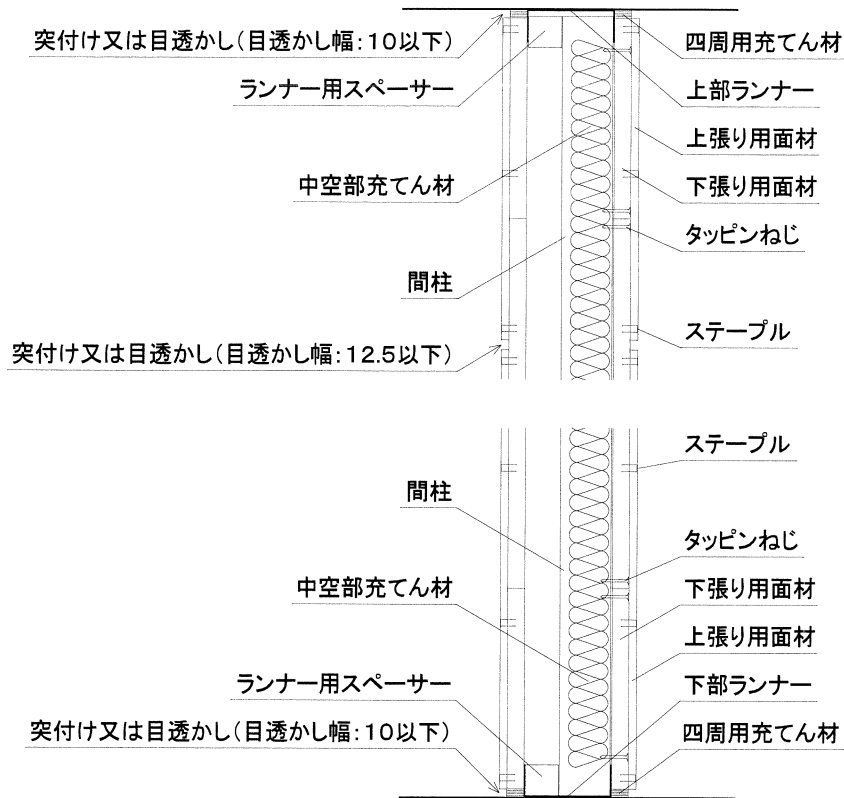 突付け又は目透かし(目透かし幅:10以下)
ランナー用スペーサー
中空部充てん材
間柱
突付け又は目透かし(目透かし幅:12.5以下)
四周用充てん材
上部ランナー
上張り用面材
下張り用面材
タッピンねじ
ステープル
間柱
中空部充てん材
ランナー用スペーサー
突付け又は目透かし(目透かし幅:10以下)
ステープル
タッピンねじ
下張り用面材
上張り用面材
下部ランナー
四周用充てん材